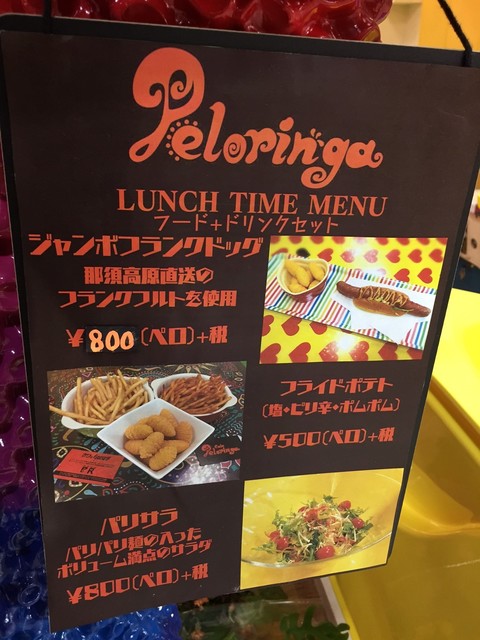 Peloringa
LUNCH TIME MENU
フード+ドリンクセット
ジャンボフランクドッグ
那須高原直送の
フランクフルトを使用
¥800(ペロ)+税
フライドポテト
(塩・ピリ辛・ポムポム)
¥500(ペロ)+税
Peloringa
パリサラ
パリパリ麺の入った
ボリューム満点のサラダ
¥800(ペロ)+税